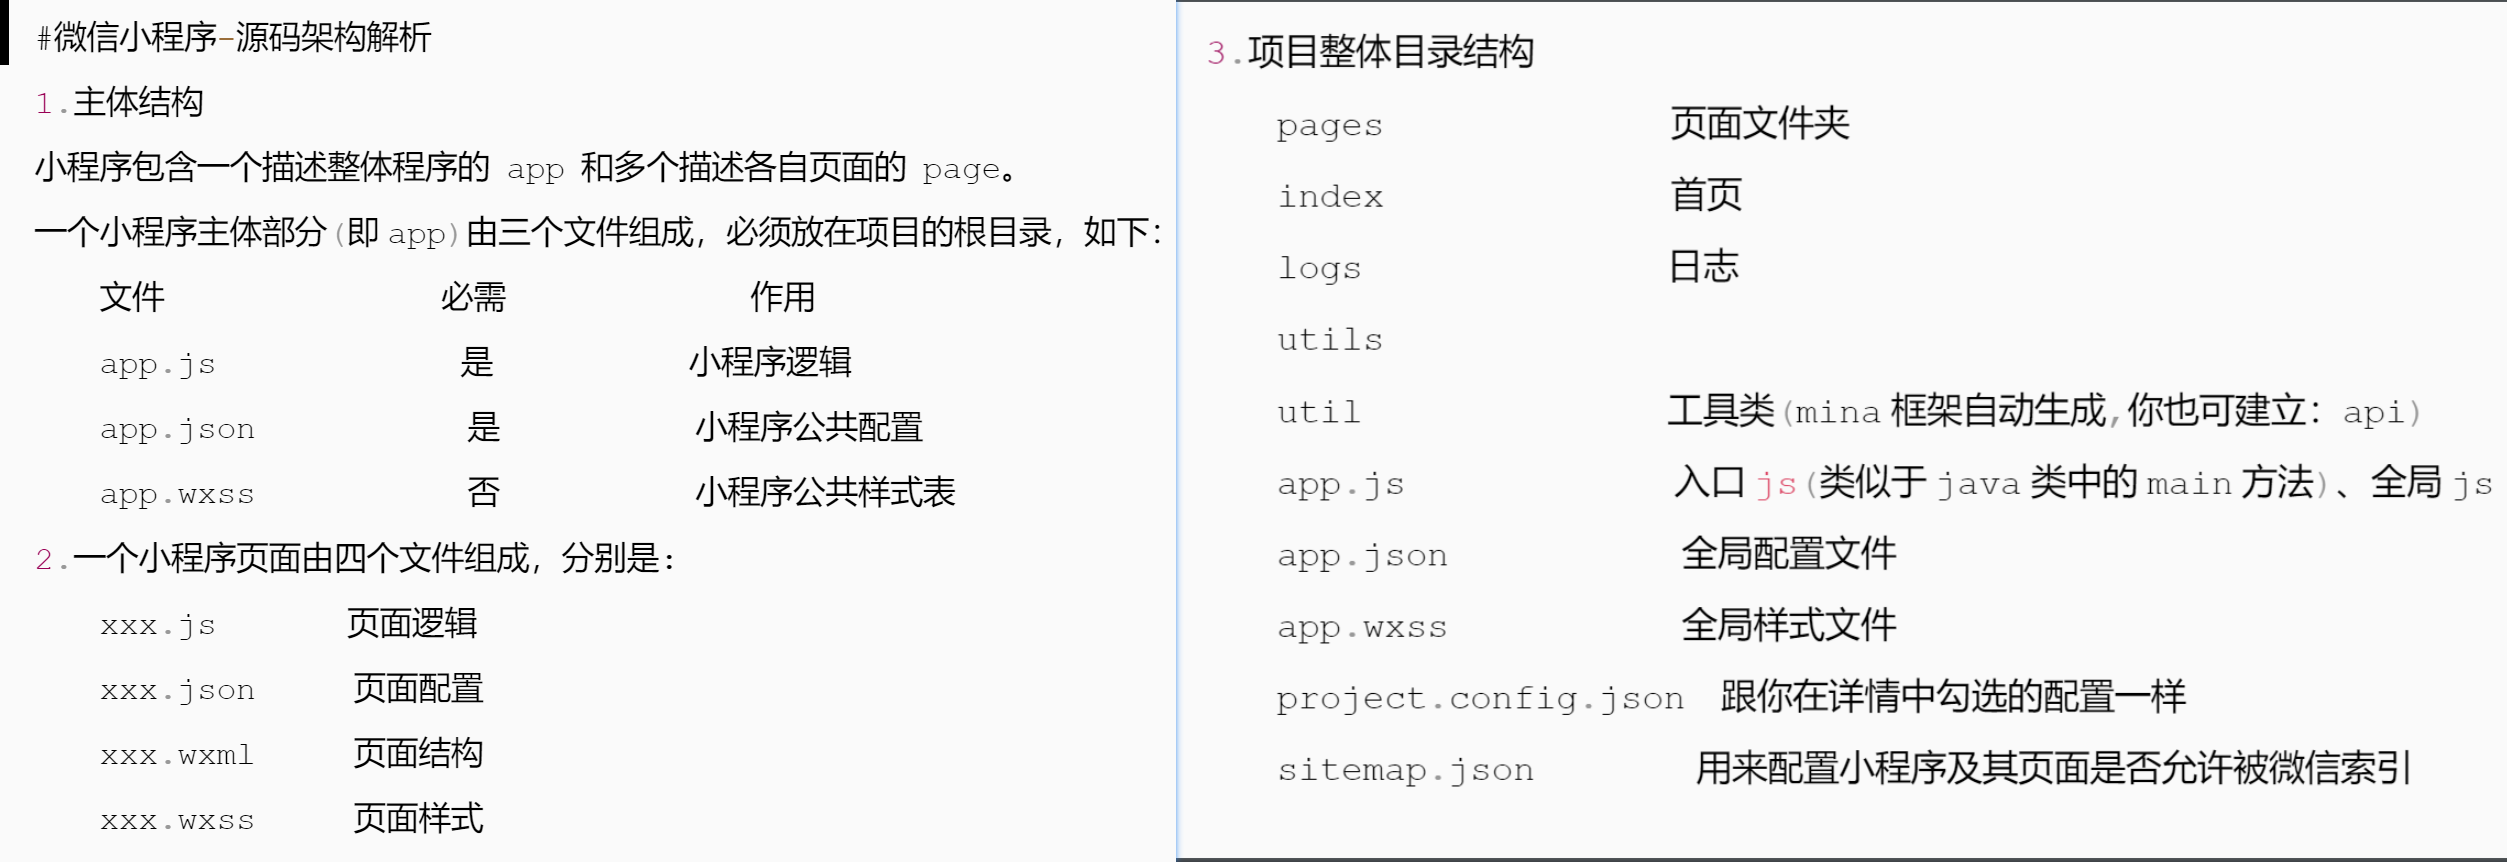 #微信小程序-源码架构解析
1.主体结构
小程序包含一个描述整体程序的 app 和多个描述各自页面的 page。
一个小程序主体部分(即 app)由三个文件组成，必须放在项目的根目录，如下：
文件 必需 作用
app.js 是 小程序逻辑
app.json 是 小程序公共配置
app.wxss 否 小程序公共样式表
2.一个小程序页面由四个文件组成，分别是：
xxx.js 页面逻辑
xxx.json 页面配置
xxx.wxml 页面结构
xxx.wxss 页面样式
3.项目整体目录结构
pages 页面文件夹
index 首页
logs 日志
utils
util 工具类(mina 框架自动生成,你也可建立：api)
app.js 入口 js(类似于 java 类中的 main 方法)、全局 js
app.json 全局配置文件
app.wxss 全局样式文件
project.config.json 跟你在详情中勾选的配置一样
sitemap.json 用来配置小程序及其页面是否允许被微信索引